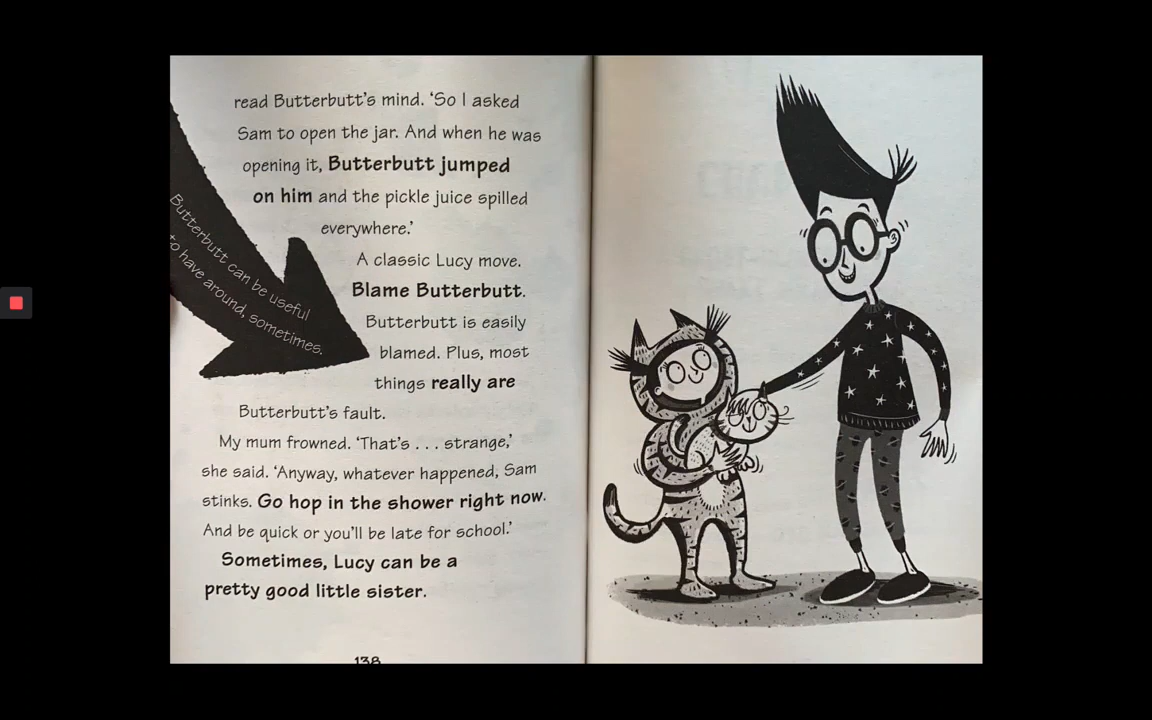 read Butterbutt's mind. 'So I asked
Sam to open the jar. And when he was
opening it, Butterbutt jumped
on him and the pickle juice spilled
everywhere.'
A classic Lucy move.
Blame Butterbutt.
Butterbutt is easily
blamed. Plus, most
things really are
Butterbutt's fault.
My mum frowned. 'That's . . . strange,'
she said. 'Anyway, whatever happened, Sam
stinks. Go hop in the shower right now.
And be quick or you'll be late for school.'
Sometimes, Lucy can be a
pretty good little sister.
Butterbutt can be useful
to have around, sometimes.
138